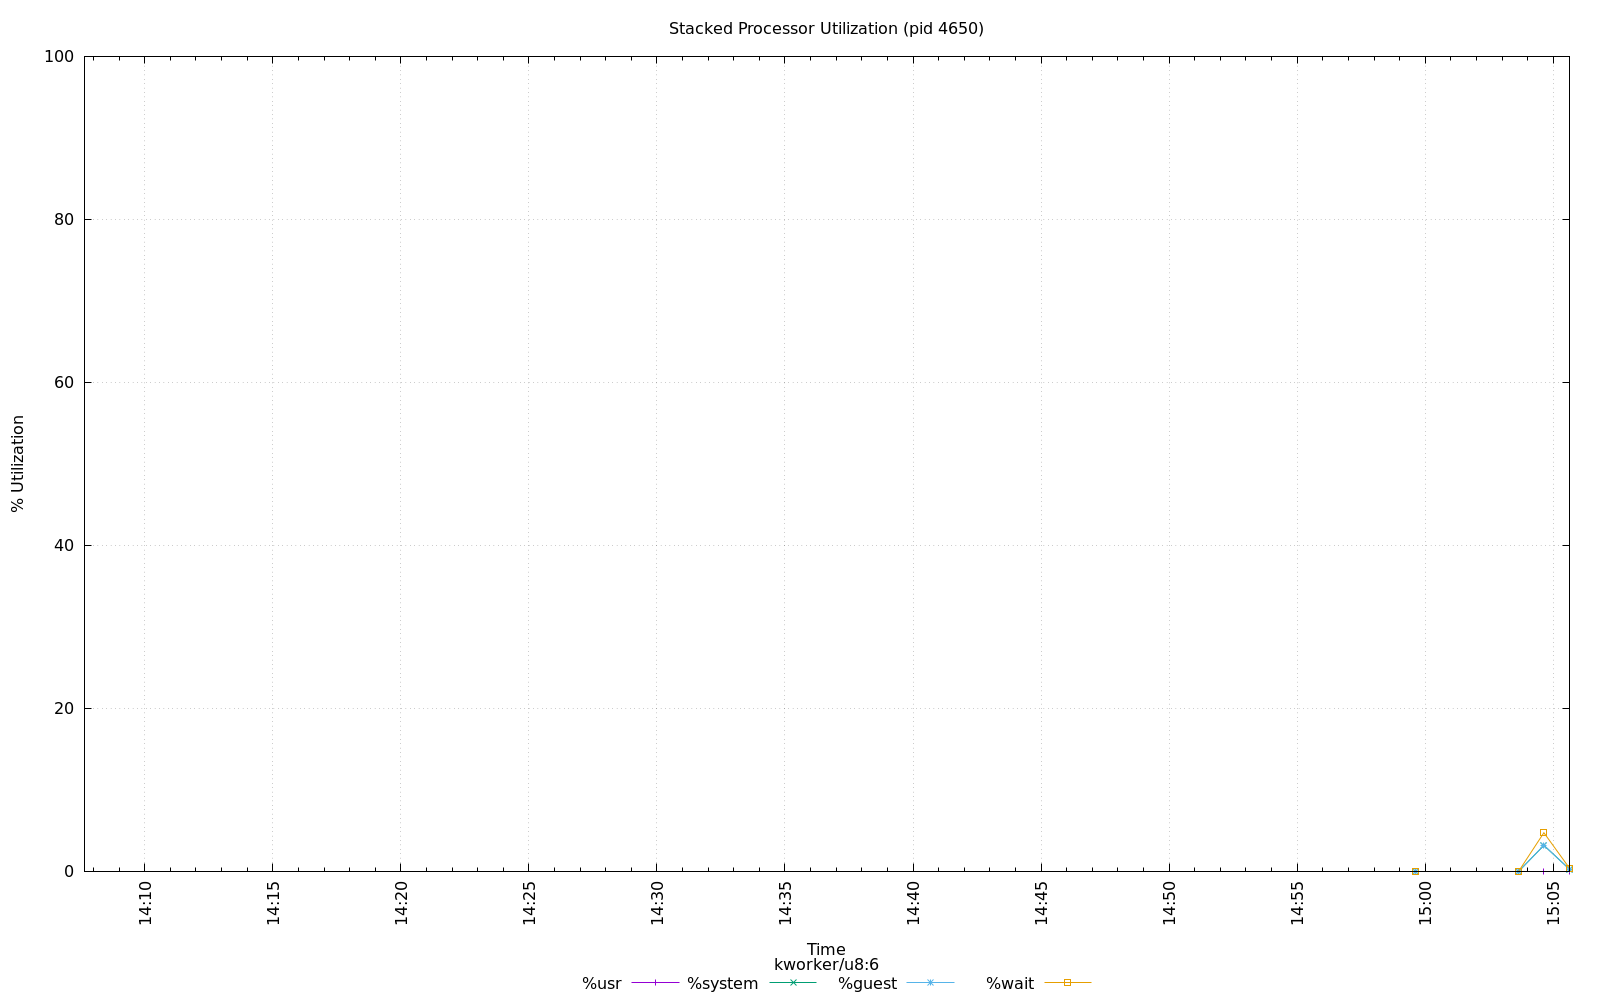 Stacked Processor Utilization (pid 4650)
100
80
60
40
20
0
% Utilization
14:10 14:15 14:20 14:25 14:30 14:35 14:40 14:45 14:50 14:55 15:00 15:05
Time
kworker/u8:6
%usr %system %guest %wait